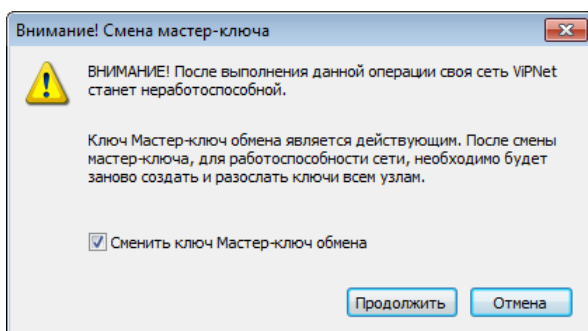 Внимание! Смена мастер-ключа
ВНИМАНИЕ! После выполнения данной операции своя сеть ViPNet
станет неработоспособной.
Ключ Мастер-ключ обмена является действующим. После смены
мастер-ключа, для работоспособности сети, необходимо будет
заново создать и разослать ключи всем узлам.
Сменить ключ Мастер-ключ обмена
Продолжить Отмена